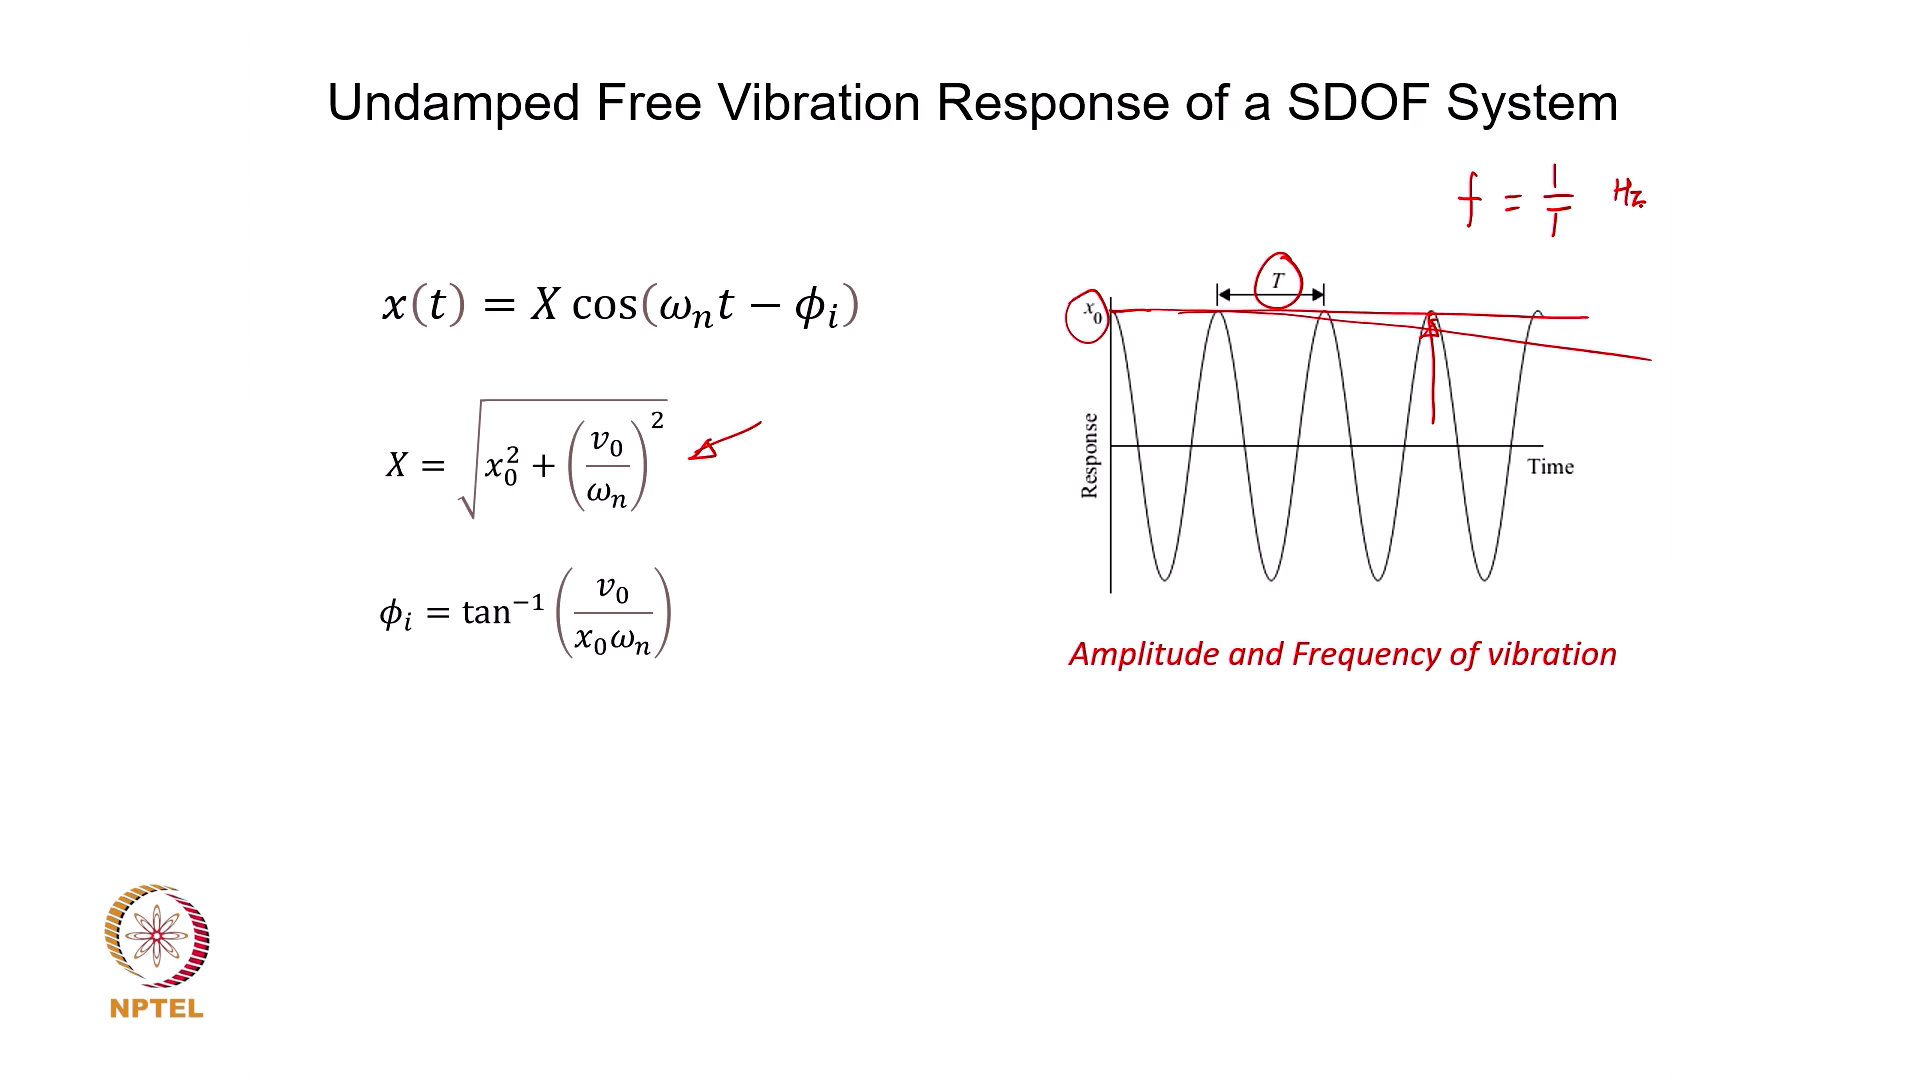 Undamped Free Vibration Response of a SDOF System
f = 1/T Hz
x(t) = X cos(ωₙt − ϕᵢ)
X = √(x₀² + (v₀/ωₙ)²)
ϕᵢ = tan⁻¹(v₀/(x₀ωₙ))
T
x₀
Response
Time
Amplitude and Frequency of vibration
NPTEL